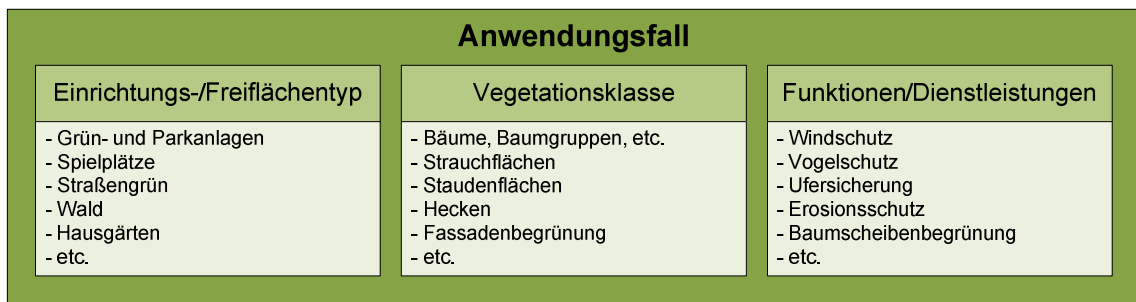 Anwendungsfall
Einrichtungs-/Freiflächentyp
- Grün- und Parkanlagen
- Spielplätze
- Straßengrün
- Wald
- Hausgärten
- etc.
Vegetationsklasse
- Bäume, Baumgruppen, etc.
- Strauchflächen
- Staudenflächen
- Hecken
- Fassadenbegrünung
- etc.
Funktionen/Dienstleistungen
- Windschutz
- Vogelschutz
- Ufersicherung
- Erosionsschutz
- Baumscheibenbegrünung
- etc.